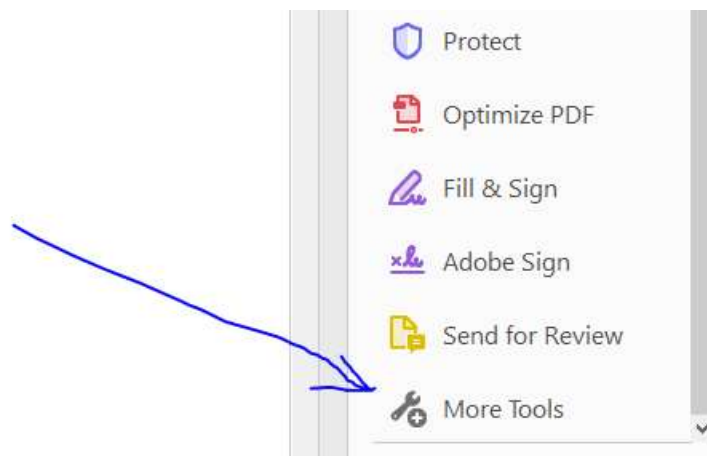 Protect
Optimize PDF
Fill & Sign
Adobe Sign
Send for Review
More Tools